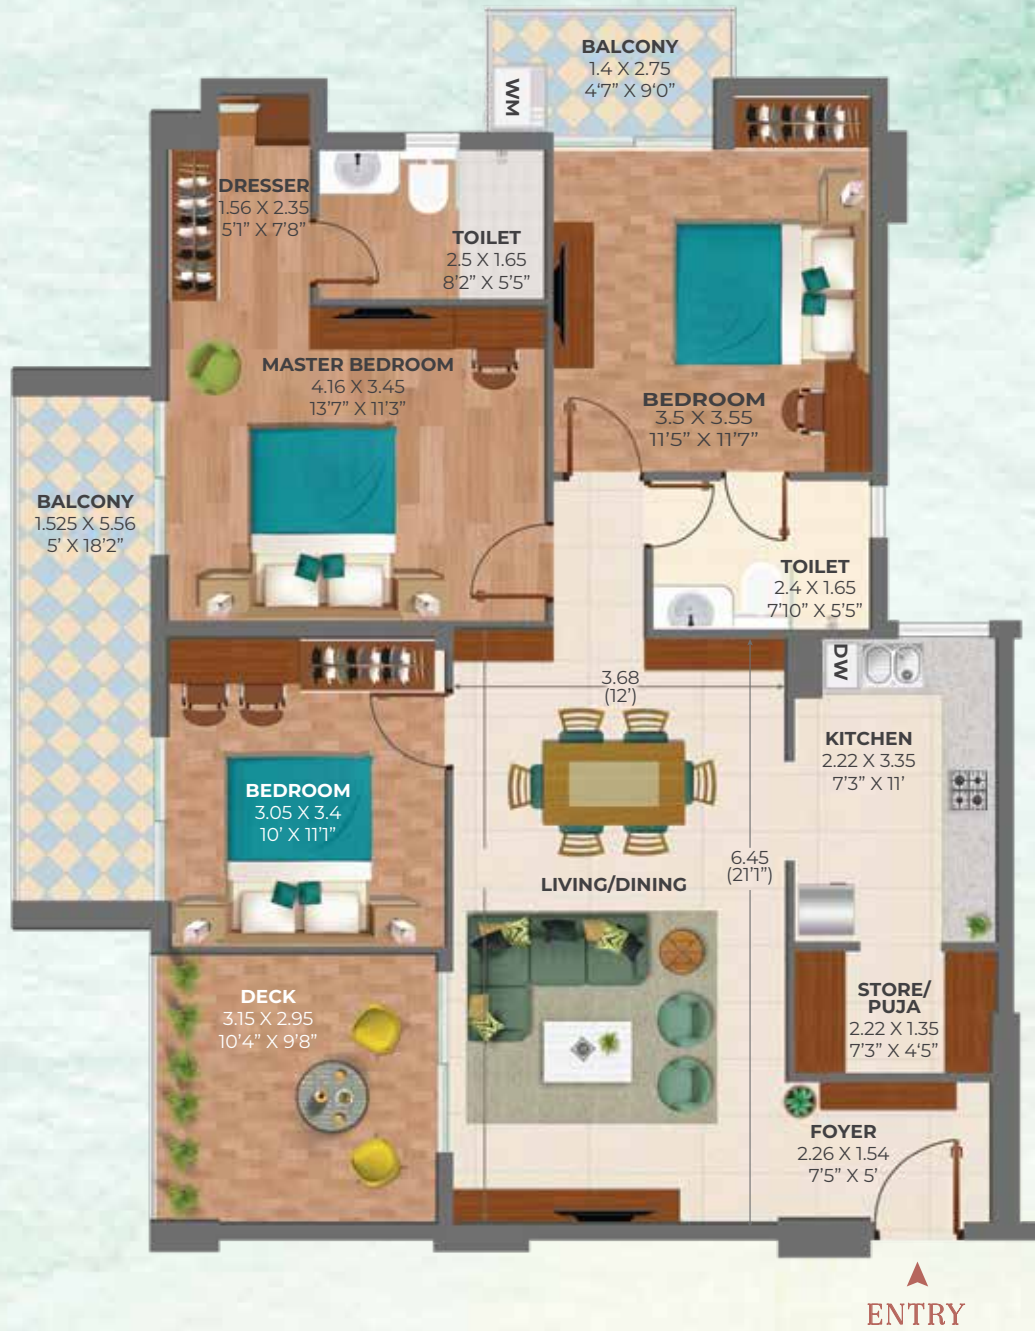 BALCONY
1.4 X 2.75
4‘7” X 9‘0”
WM
DRESSER
1.56 X 2.35
5’1” X 7’8”
TOILET
2.5 X 1.65
8’2” X 5’5”
MASTER BEDROOM
4.16 X 3.45
13’7” X 11’3”
BEDROOM
3.5 X 3.55
11’5” X 11’7”
BALCONY
1.525 X 5.56
5’ X 18’2”
TOILET
2.4 X 1.65
7’10” X 5’5”
DW
3.68
(12’)
KITCHEN
2.22 X 3.35
7’3” X 11’
BEDROOM
3.05 X 3.4
10’ X 11’1”
6.45
(21’1”)
LIVING/DINING
DECK
3.15 X 2.95
10’4” X 9’8”
STORE/
PUJA
2.22 X 1.35
7’3” X 4‘5”
FOYER
2.26 X 1.54
7’5” X 5’
ENTRY